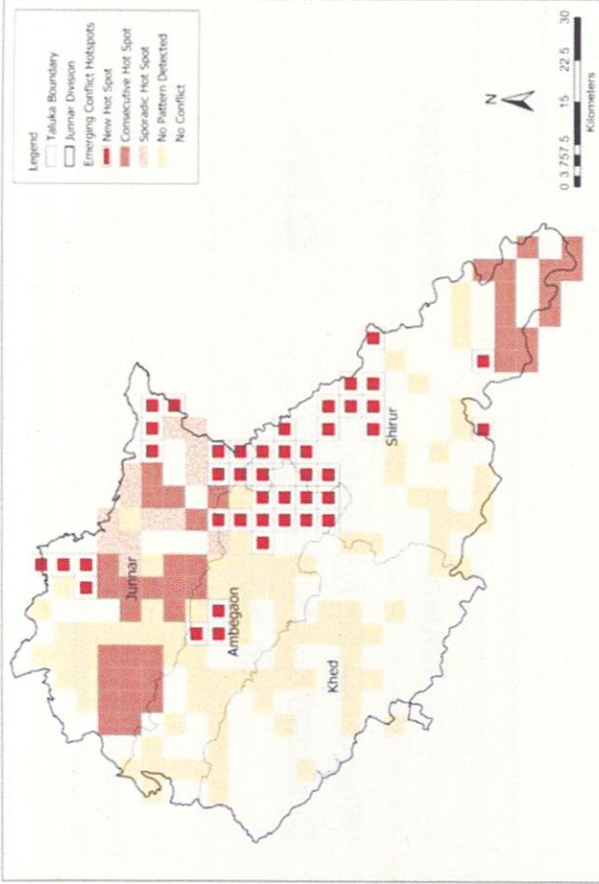 Legend
Taluka Boundary
Junnar Division
Emerging Conflict Hotspots
New Hot Spot
Consecutive Hot Spot
Sporadic Hot Spot
No Pattern Detected
No Conflict
N
0 3.757.5 15 22.5 30
Kilometers
Junnar
Ambegaon
Shirur
Khed